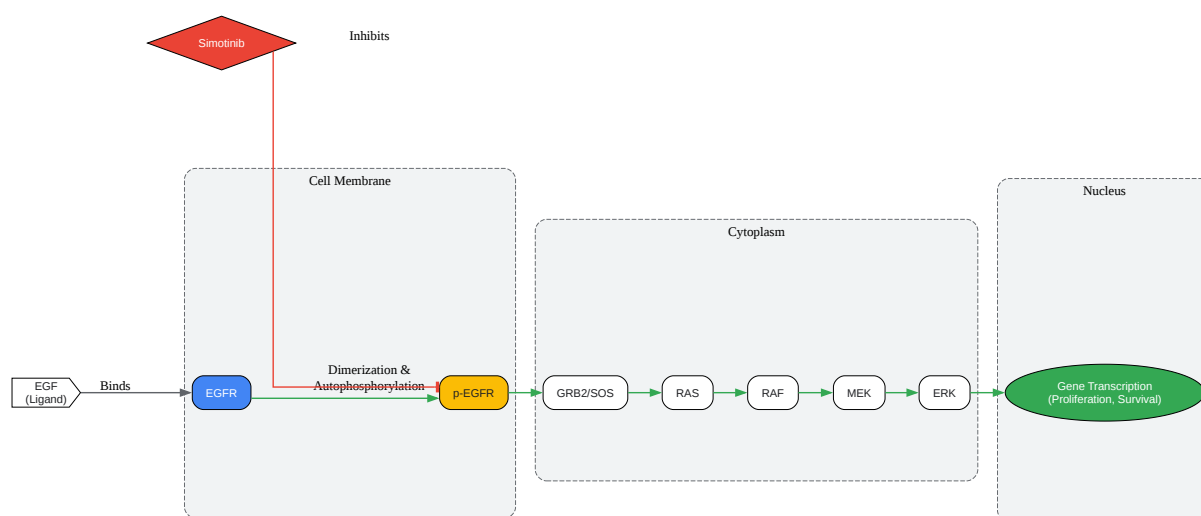 Simotinib
Inhibits
Cell Membrane
Nucleus
Cytoplasm
EGF
(Ligand)
Binds
EGFR
Dimerization &
Autophosphorylation
p-EGFR
GRB2/SOS
RAS
RAF
MEK
ERK
Gene Transcription
(Proliferation, Survival)